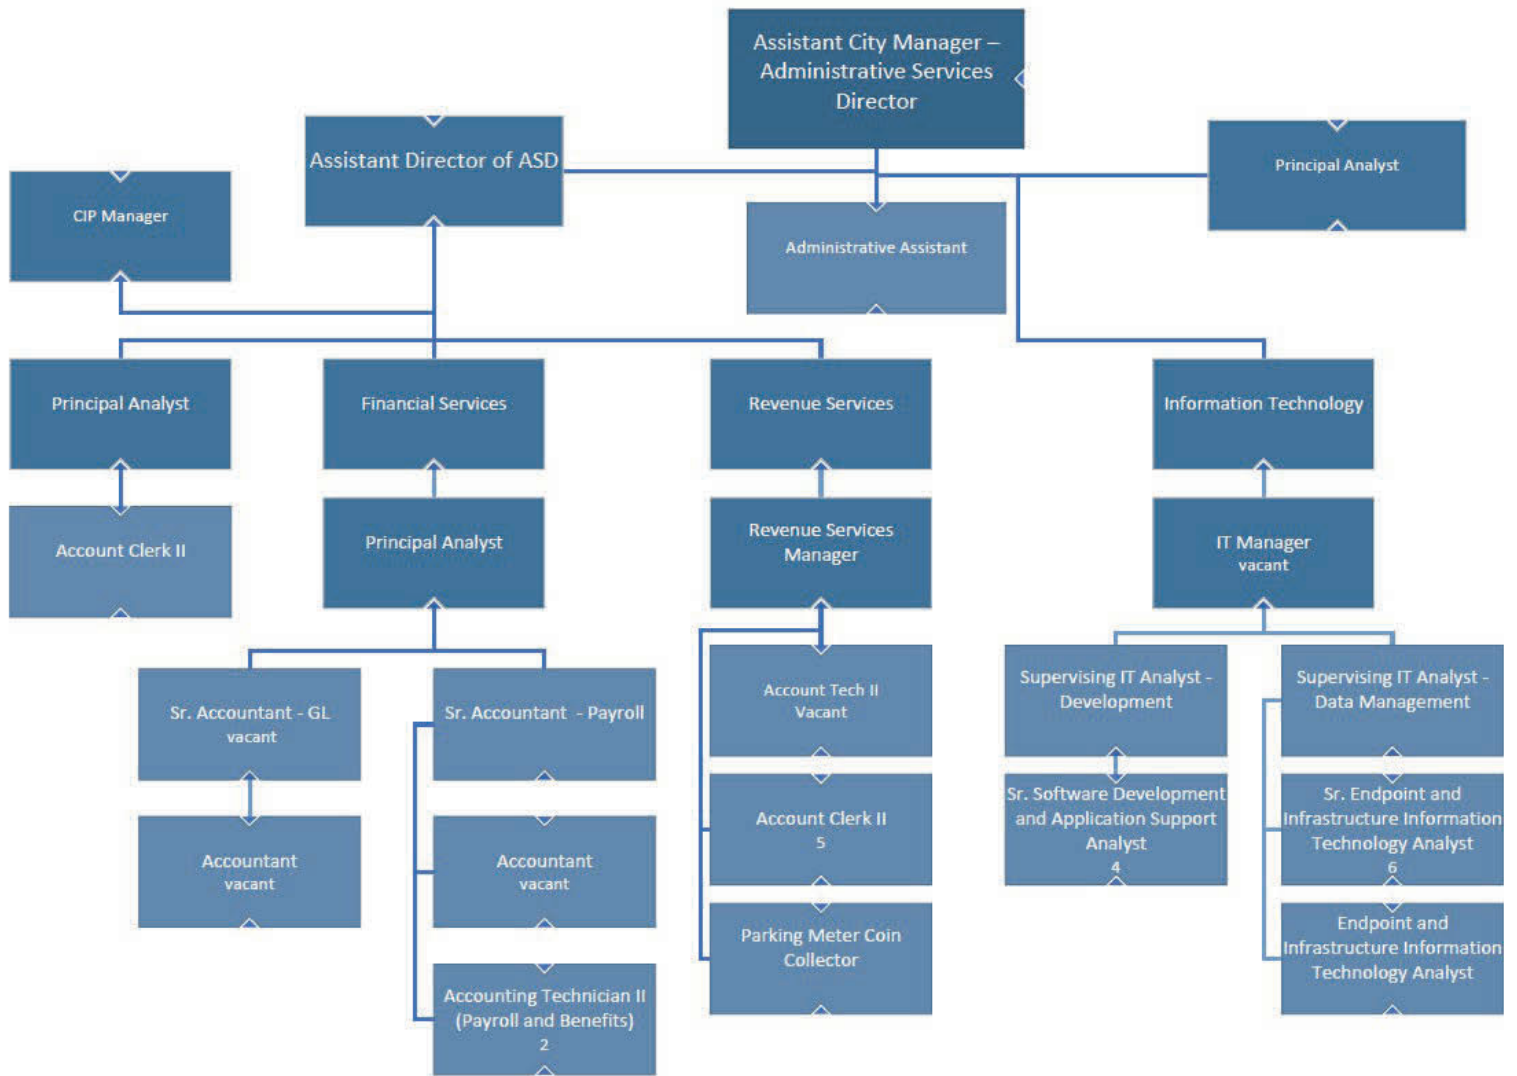 Assistant City Manager –
Administrative Services
Director
Assistant Director of ASD
Principal Analyst
CIP Manager
Administrative Assistant
Principal Analyst
Financial Services
Revenue Services
Information Technology
Account Clerk II
Principal Analyst
Revenue Services
Manager
IT Manager
vacant
Sr. Accountant - GL
vacant
Sr. Accountant - Payroll
Account Tech II
Vacant
Supervising IT Analyst -
Development
Supervising IT Analyst -
Data Management
Accountant
vacant
Accountant
vacant
Account Clerk II
5
Sr. Software Development
and Application Support
Analyst
4
Sr. Endpoint and
Infrastructure Information
Technology Analyst
6
Accounting Technician II
(Payroll and Benefits)
2
Parking Meter Coin
Collector
Endpoint and
Infrastructure Information
Technology Analyst